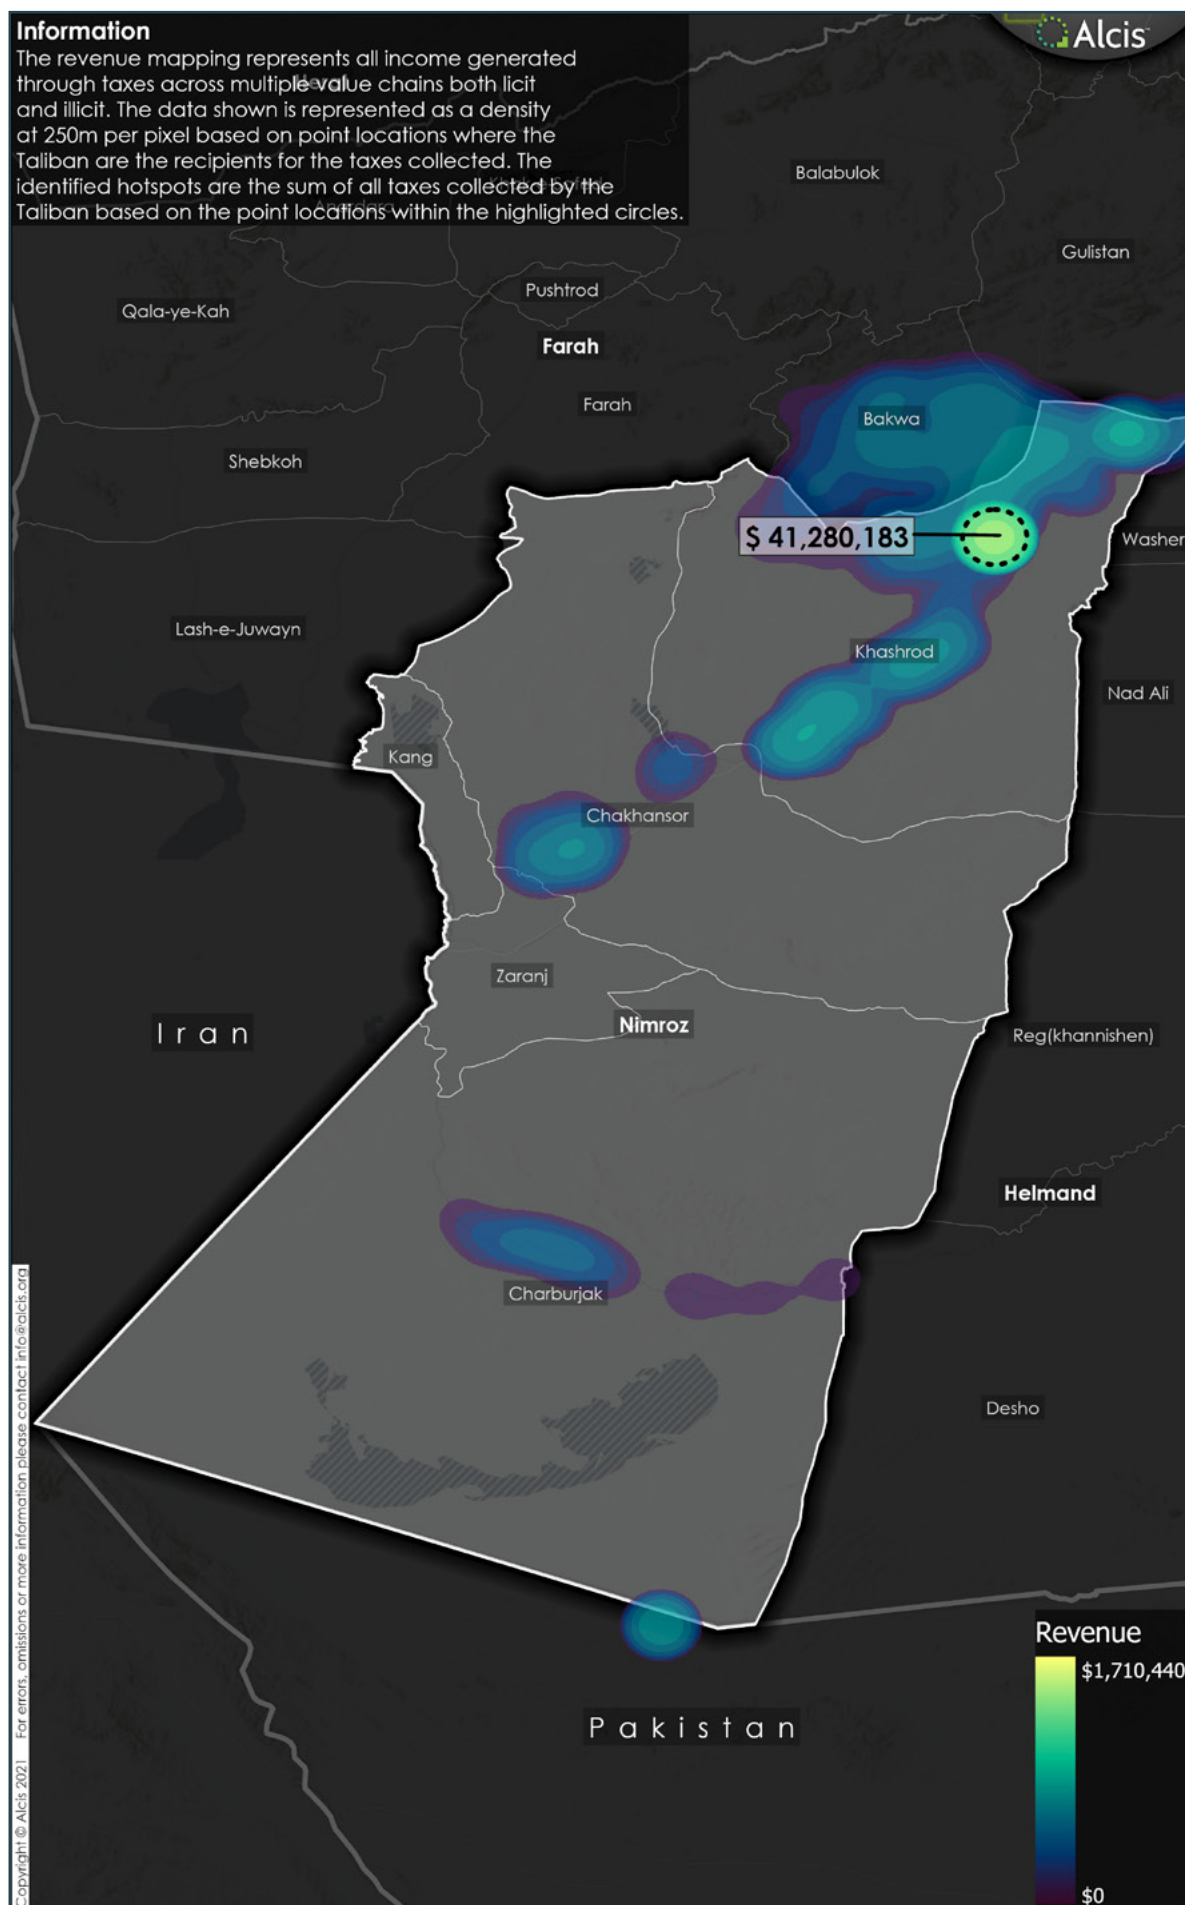 Information
The revenue mapping represents all income generated
through taxes across multiple value chains both licit
and illicit. The data shown is represented as a density
at 250m per pixel based on point locations where the
Taliban are the recipients for the taxes collected. The
identified hotspots are the sum of all taxes collected by the
Taliban based on the point locations within the highlighted circles.
Alcis
Herat
Khak-e-Safed
Anardara
Balabulok
Gulistan
Pushtrod
Qala-ye-Kah
Farah
Farah
Bakwa
Shebkoh
$ 41,280,183
Washer
Lash-e-Juwayn
Khashrod
Nad Ali
Kang
Chakhansor
Zaranj
Iran
Nimroz
Reg(khannishen)
Helmand
Charburjak
Desho
Pakistan
Revenue
$1,710,440
$0
Copyright © Alcis 2021 For errors, omissions or more information please contact info@alcis.org